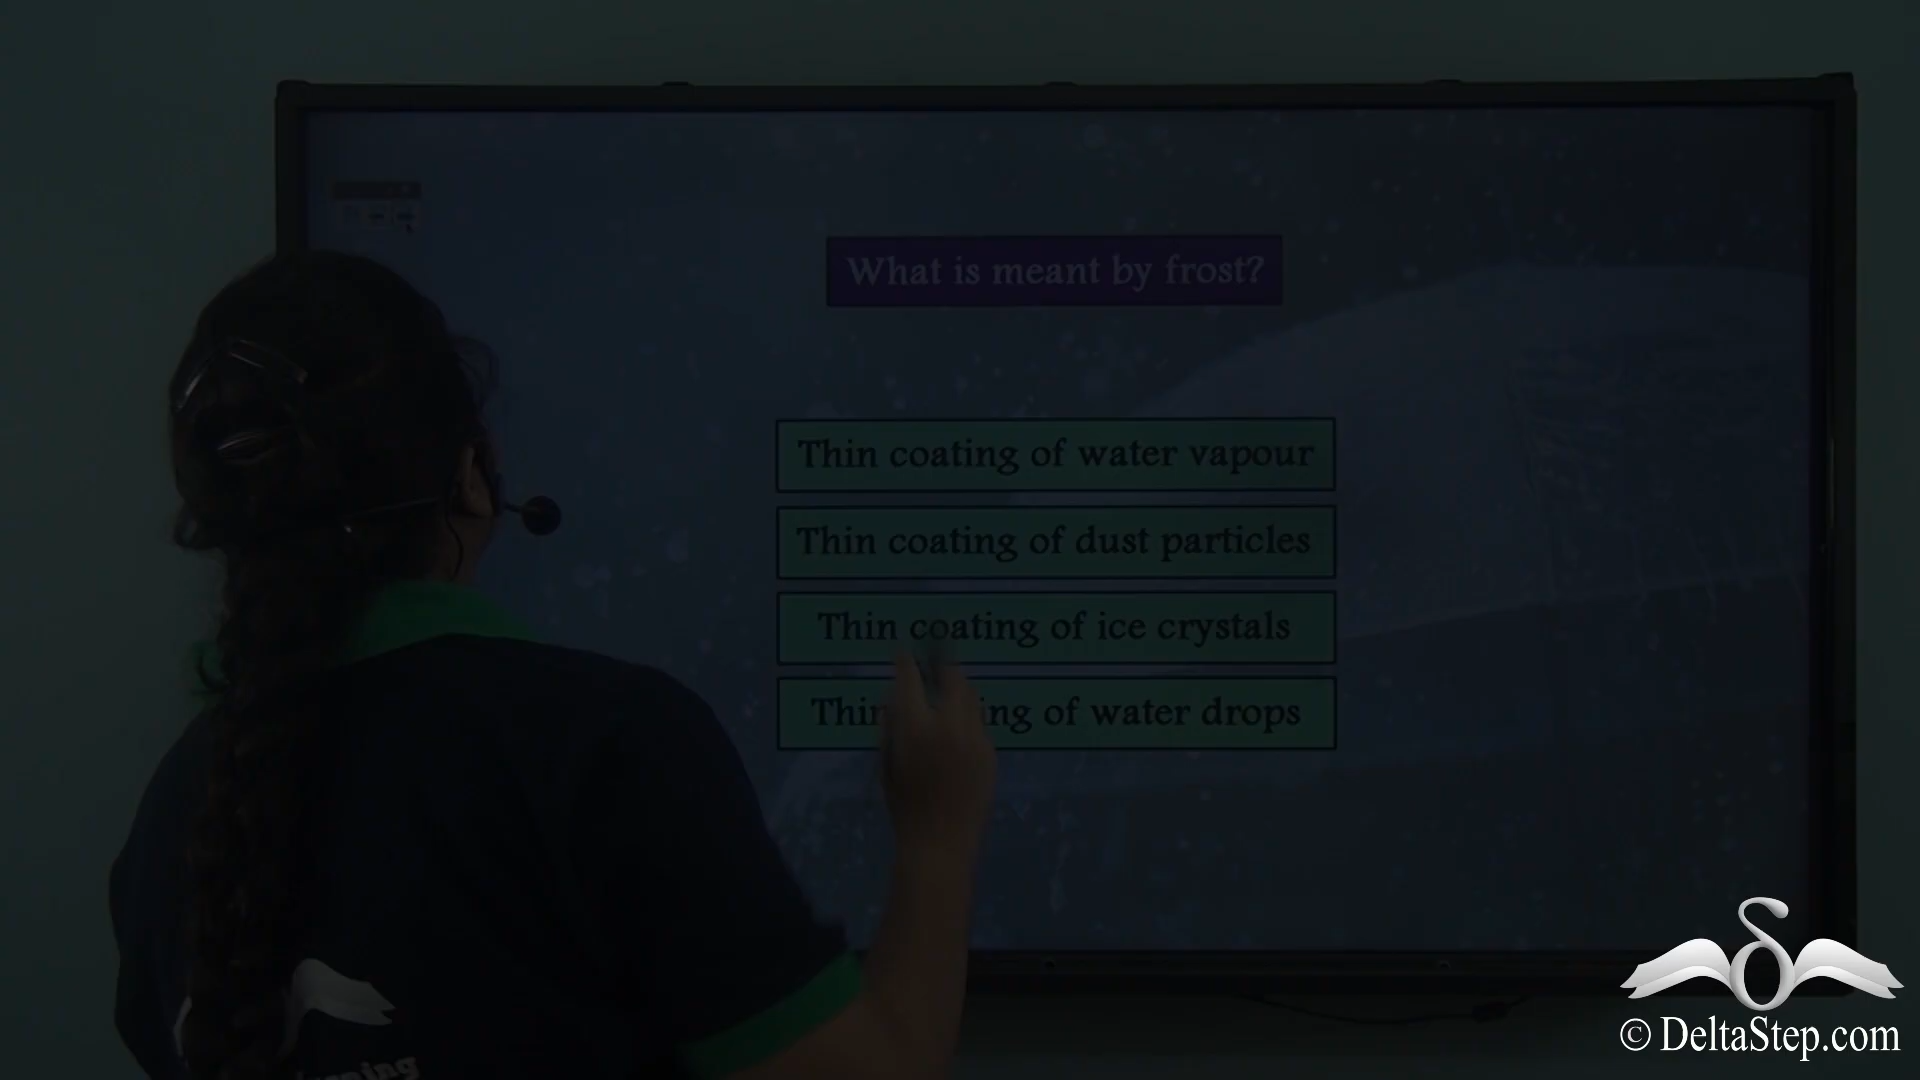 What is meant by frost?
Thin coating of water vapour
Thin coating of dust particles
Thin coating of ice crystals
Thin ing of water drops
© DeltaStep.com